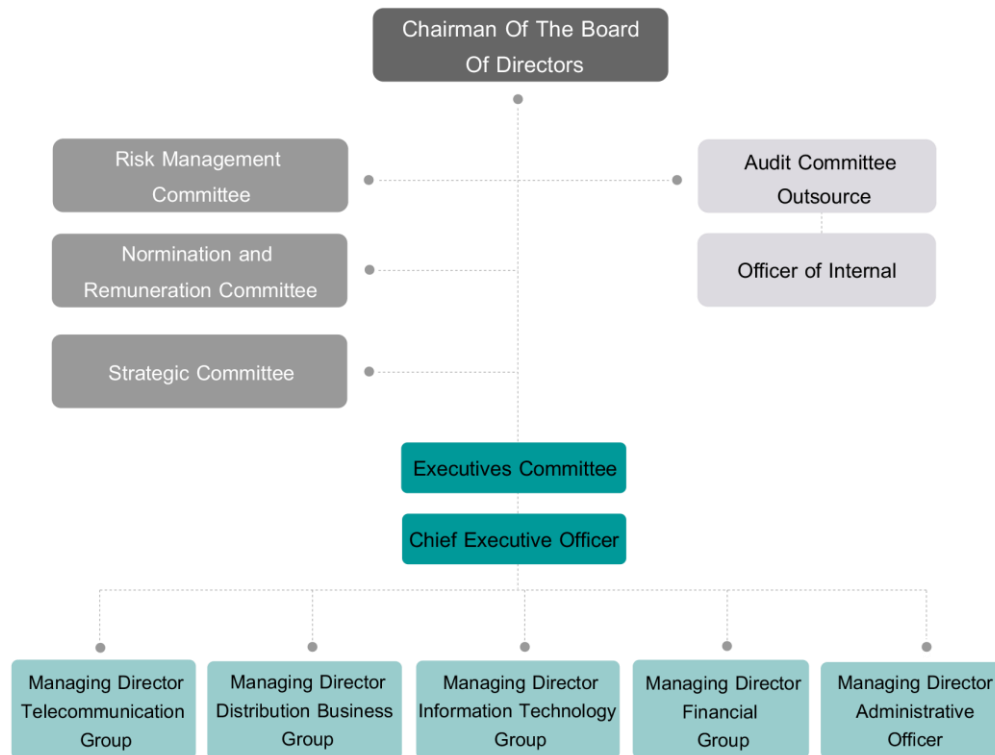 Chairman Of The Board
Of Directors
Risk Management
Committee
Audit Committee
Outsource
Normination and
Remuneration Committee
Officer of Internal
Strategic Committee
Executives Committee
Chief Executive Officer
Managing Director
Telecommunication
Group
Managing Director
Distribution Business
Group
Managing Director
Information Technology
Group
Managing Director
Financial
Group
Managing Director
Administrative
Officer